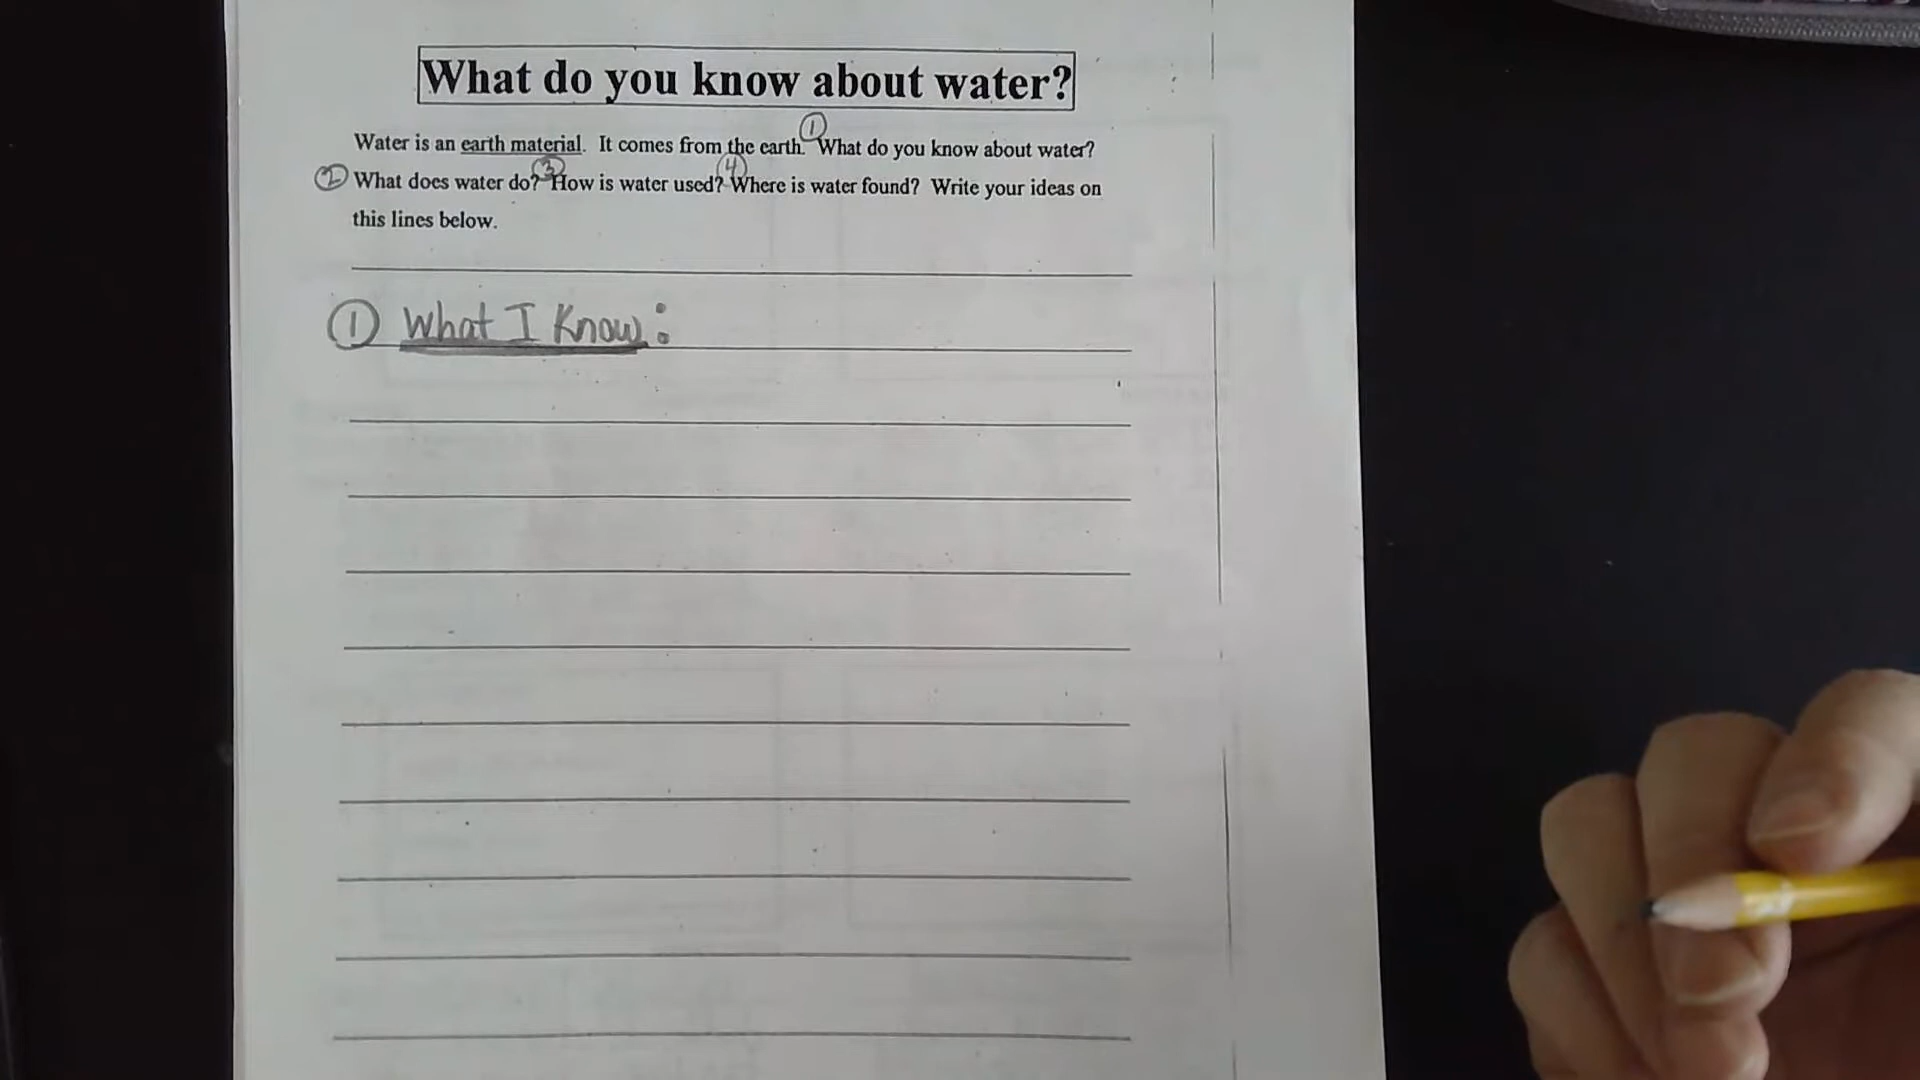 What do you know about water?
①
Water is an earth material. It comes from the earth. What do you know about water?
③ ④
② What does water do? How is water used? Where is water found? Write your ideas on
this lines below.
① What I Know: